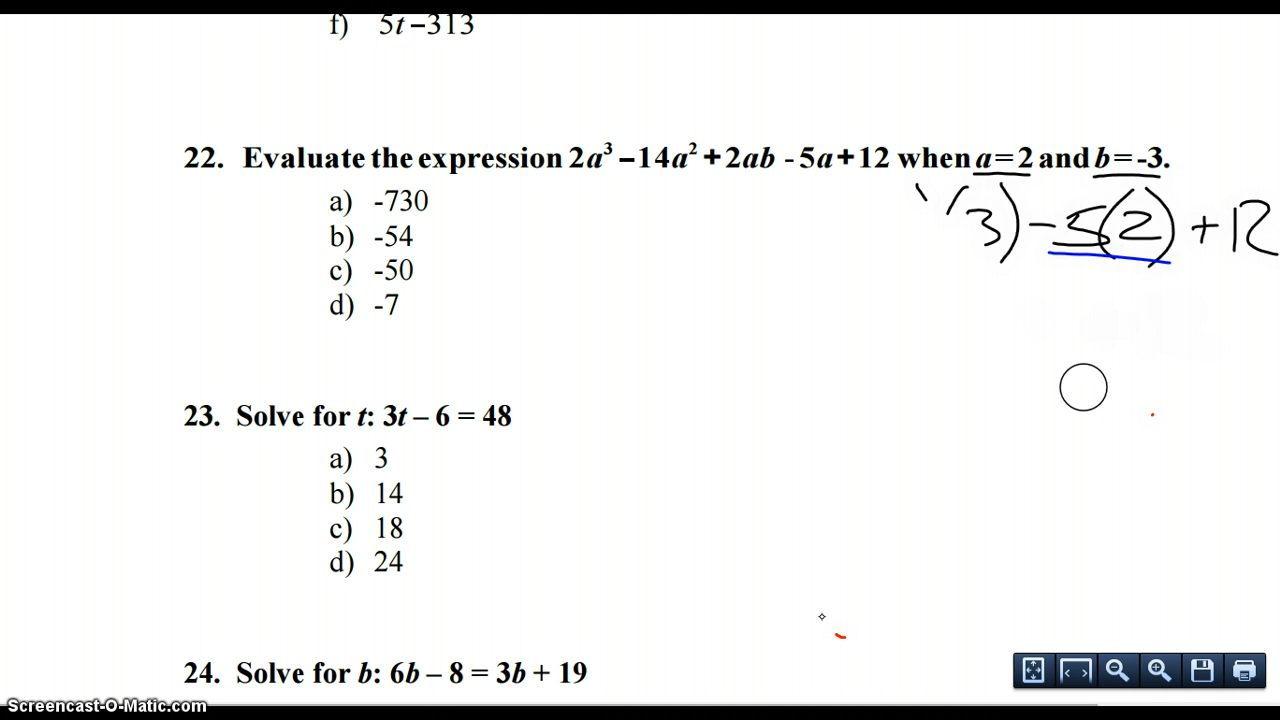 f) 5t−313
22. Evaluate the expression 2a³ −14a² + 2ab - 5a + 12 when a=2 and b= -3.
a) -730
3) − 5(2) + 12
b) -54
c) -50
d) -7
23. Solve for t: 3t – 6 = 48
a) 3
b) 14
c) 18
d) 24
24. Solve for b: 6b – 8 = 3b + 19
Screencast-O-Matic.com